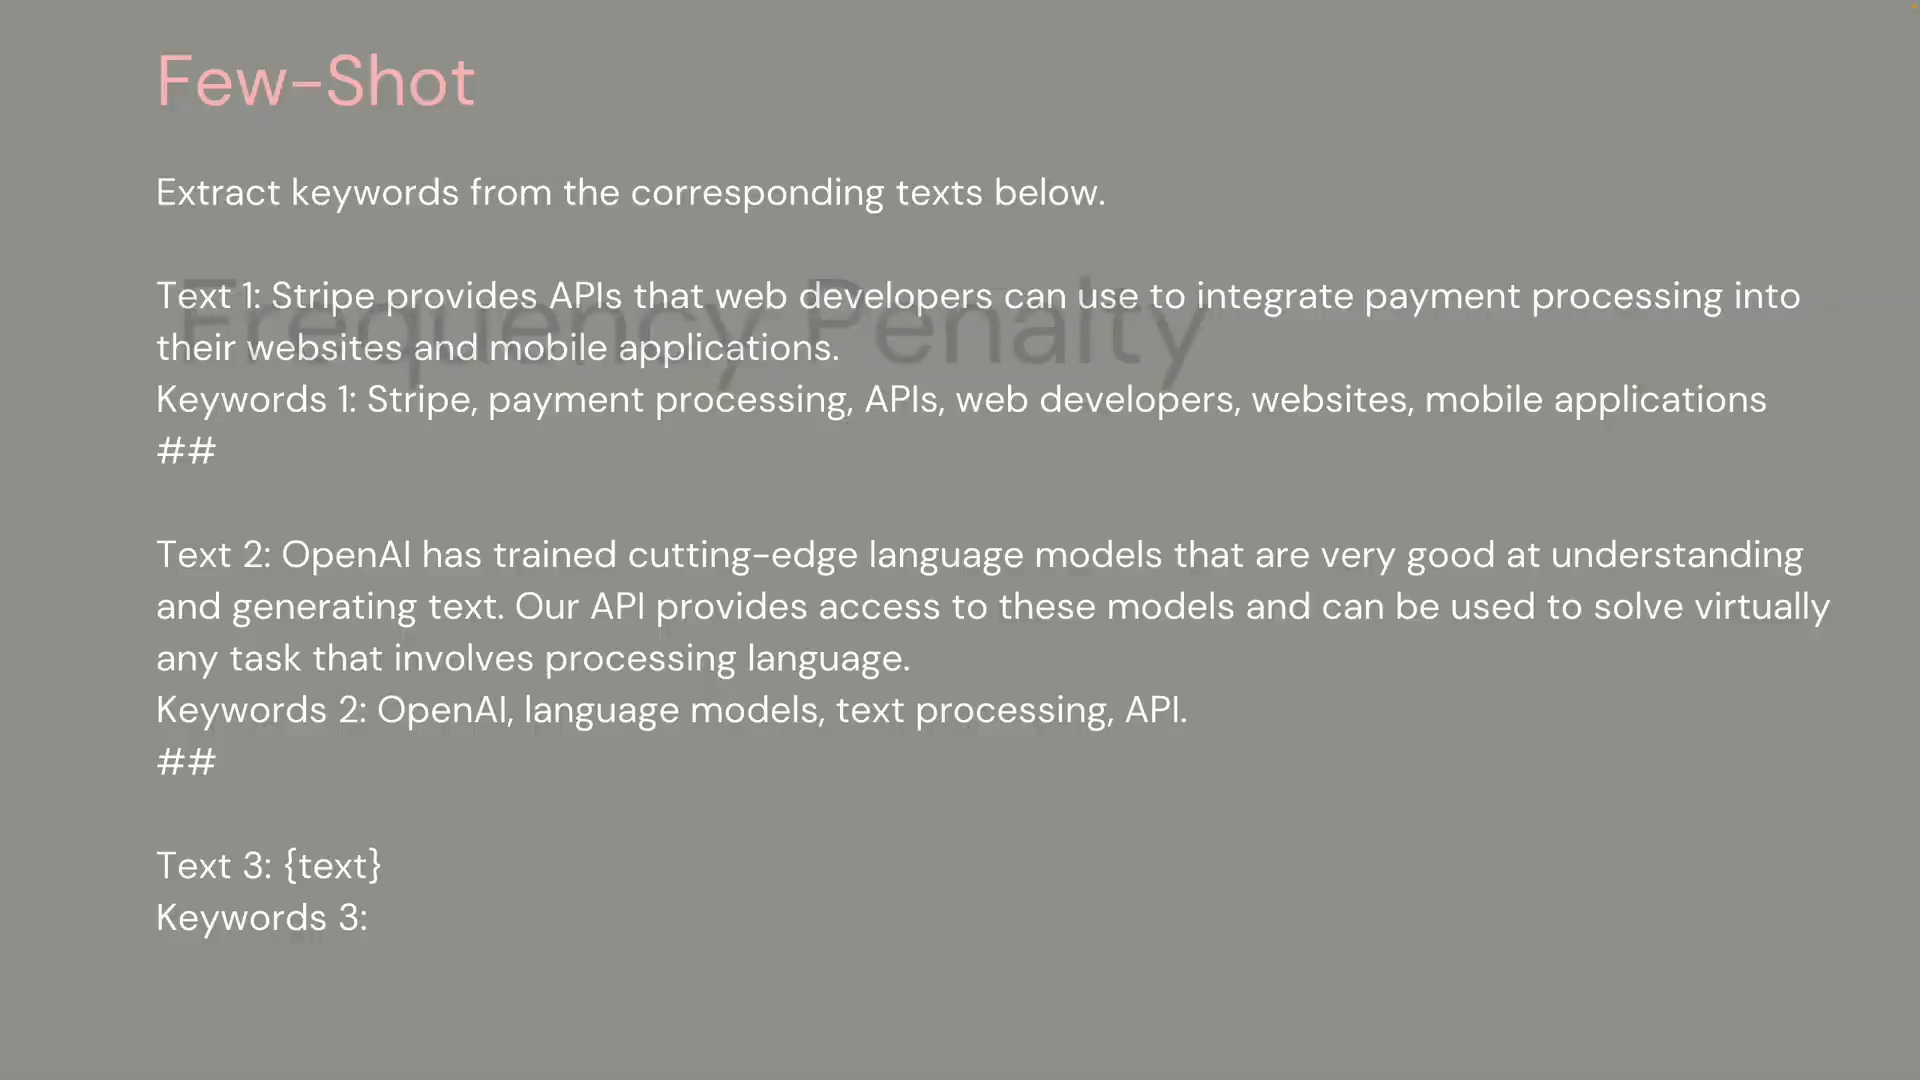 Few-Shot
Extract keywords from the corresponding texts below.
Frequency Penalty
Text 1: Stripe provides APIs that web developers can use to integrate payment processing into
their websites and mobile applications.
Keywords 1: Stripe, payment processing, APIs, web developers, websites, mobile applications
##
Text 2: OpenAI has trained cutting-edge language models that are very good at understanding
and generating text. Our API provides access to these models and can be used to solve virtually
any task that involves processing language.
Keywords 2: OpenAI, language models, text processing, API.
##
Text 3: {text}
Keywords 3: